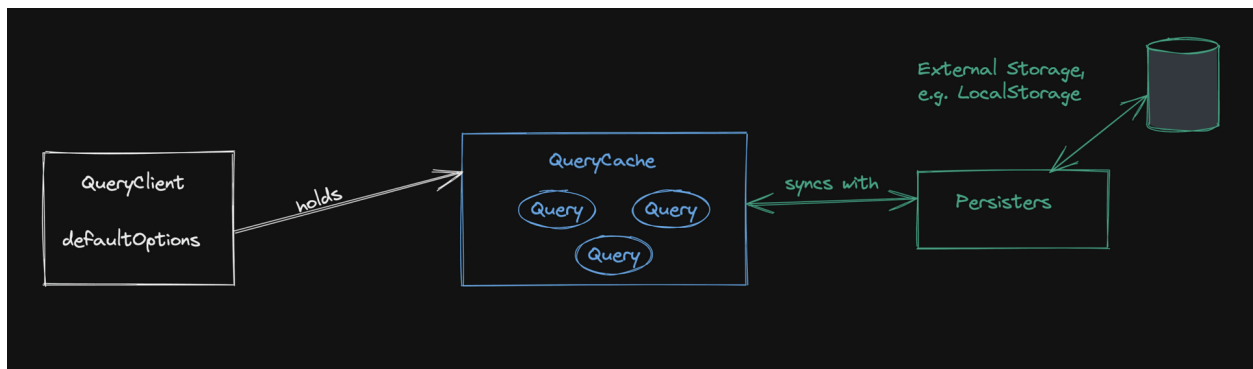 QueryClient
defaultOptions
holds
QueryCache
Query
Query
Query
syncs with
External Storage,
e.g. LocalStorage
Persisters